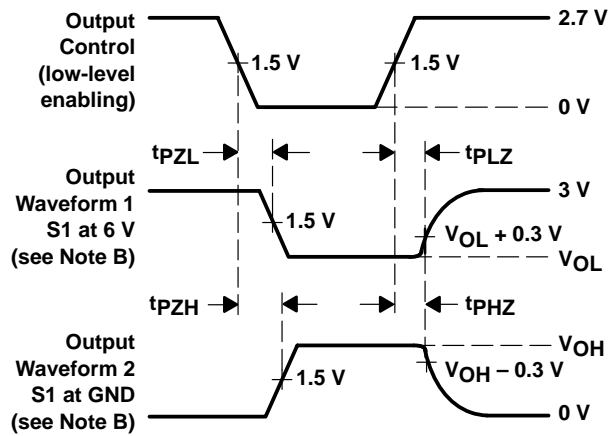 Output
Control
(low-level
enabling)
1.5 V
1.5 V
2.7 V
0 V
tPZL
tPLZ
Output
Waveform 1
S1 at 6 V
(see Note B)
1.5 V
3 V
VOL + 0.3 V
VOL
tPZH
tPHZ
Output
Waveform 2
S1 at GND
(see Note B)
1.5 V
VOH
VOH − 0.3 V
0 V